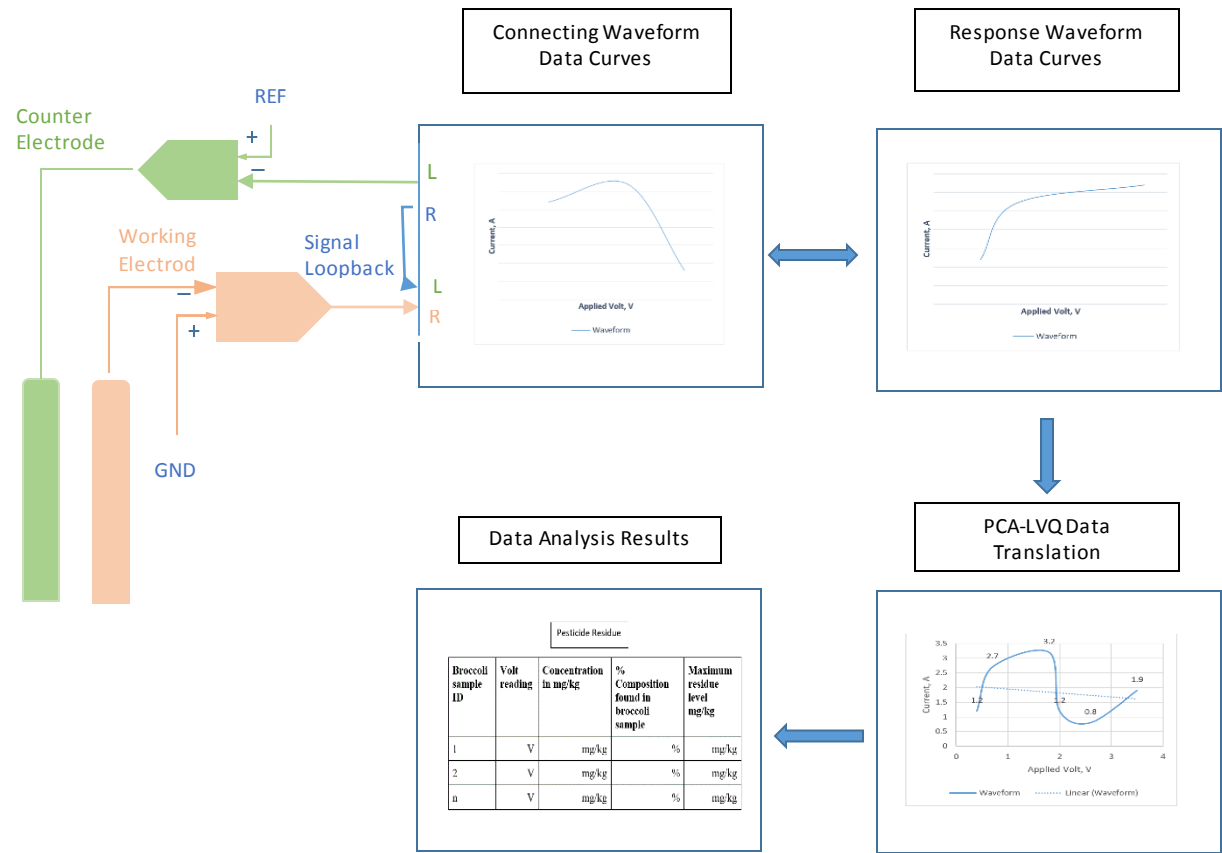 Connecting Waveform
Data Curves
Response Waveform
Data Curves
REF
Counter
Electrode
+
−
L
R
Working
Electrod
Signal
Loopback
−
+
L
R
GND
Current, A
Applied Volt, V
Waveform
Current, A
Applied Volt, V
Waveform
Data Analysis Results
PCA-LVQ Data
Translation
Pesticide Residue
Broccoli sample ID
Volt reading
Concentration in mg/kg
% Composition found in broccoli sample
Maximum residue level mg/kg
1 V mg/kg % mg/kg
2 V mg/kg % mg/kg
n V mg/kg % mg/kg
3.5
3
2.5
2
1.5
1
0.5
0
Current, A
1.2
2.7
3.2
1.2
0.8
1.9
0 1 2 3 4
Applied Volt, V
Waveform Linear (Waveform)